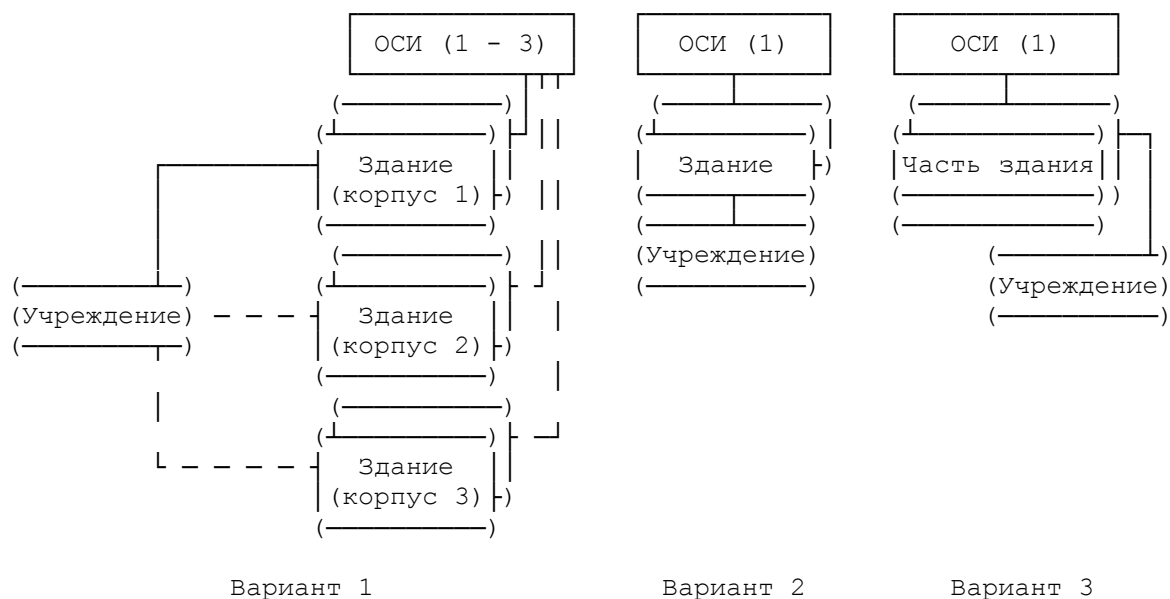 ОСИ (1 - 3) ОСИ (1) ОСИ (1)
Здание Здание Часть здания
(корпус 1)
(Учреждение)
(Учреждение) Здание (Учреждение)
(корпус 2)
Здание
(корпус 3)
Вариант 1 Вариант 2 Вариант 3